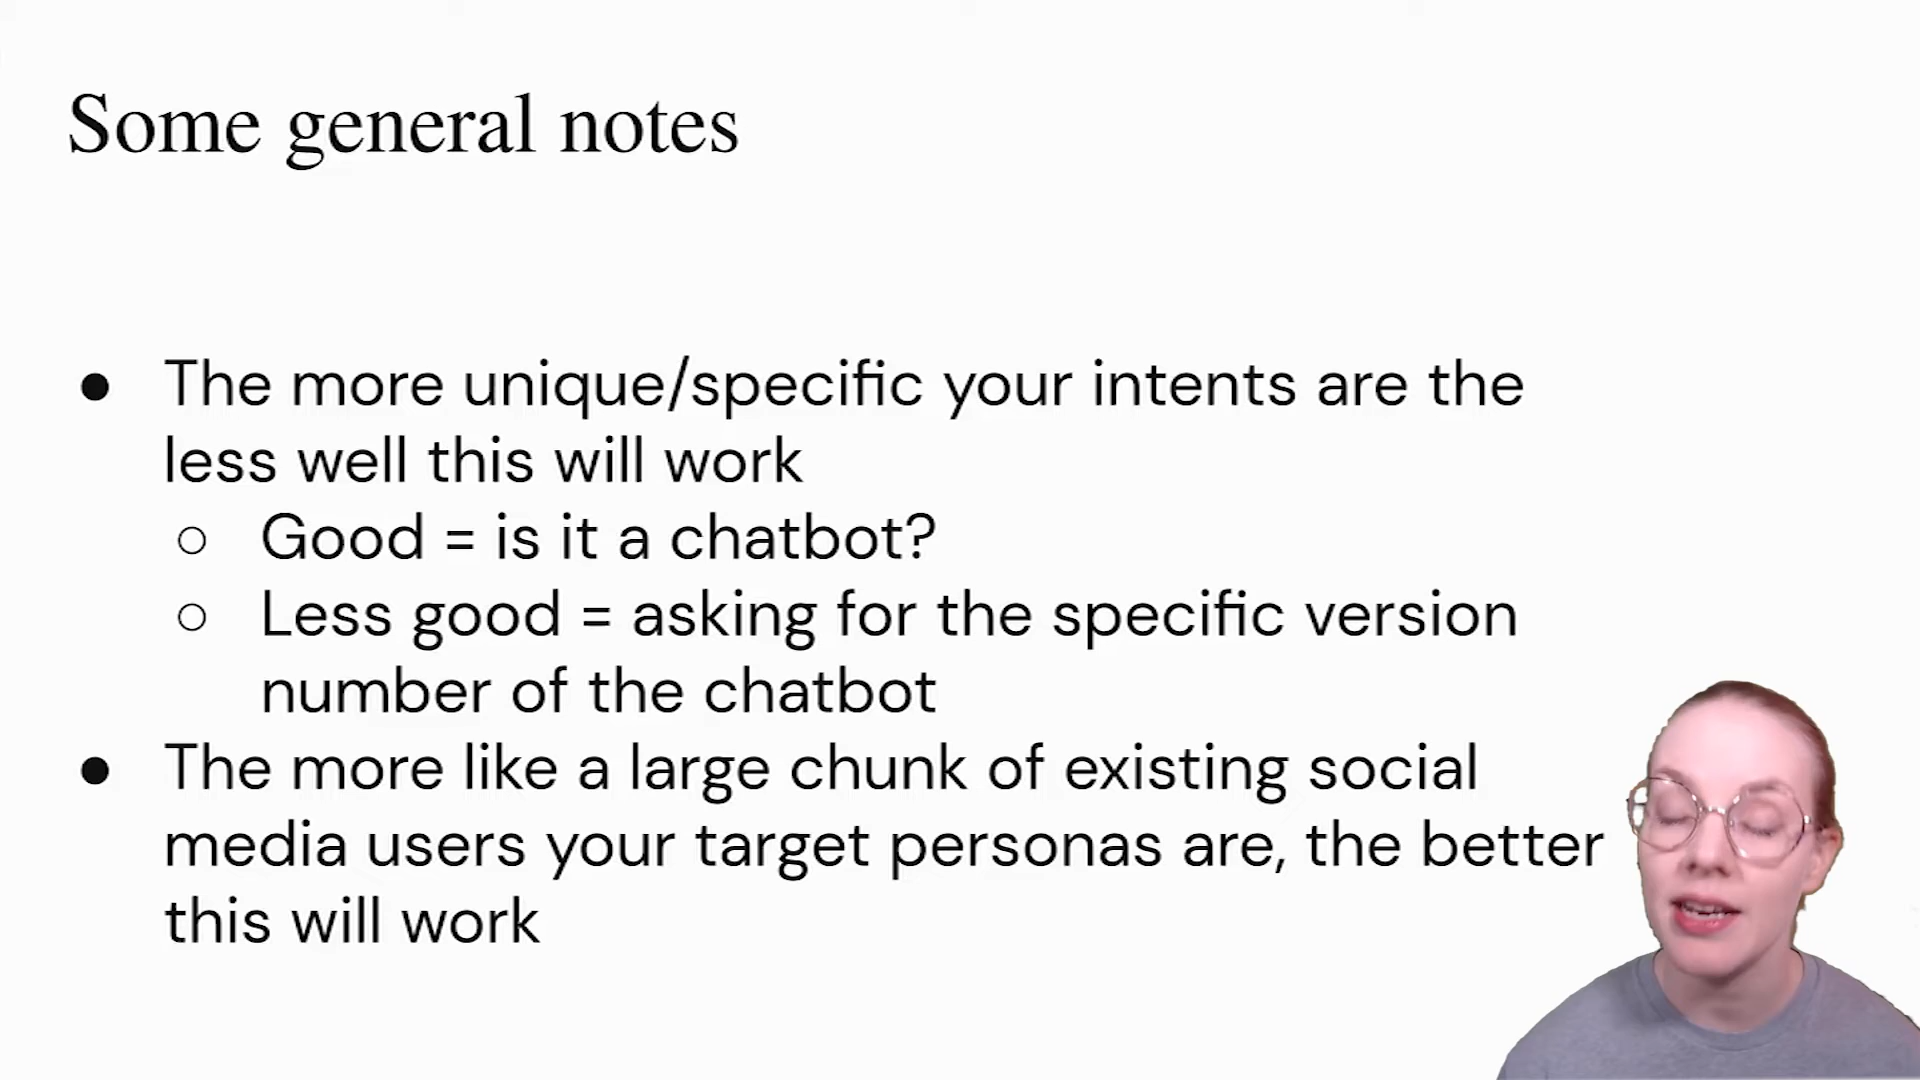 Some general notes
● The more unique/specific your intents are the
less well this will work
○ Good = is it a chatbot?
○ Less good = asking for the specific version
number of the chatbot
● The more like a large chunk of existing social
media users your target personas are, the better
this will work